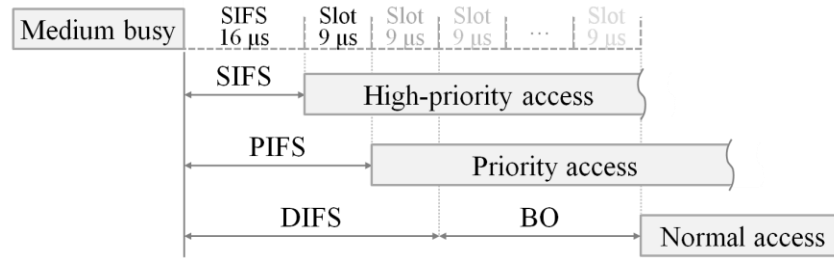 SIFS Slot Slot Slot Slot
Medium busy 16 μs 9 μs 9 μs 9 μs ... 9 μs
SIFS High-priority access
PIFS Priority access
DIFS BO Normal access